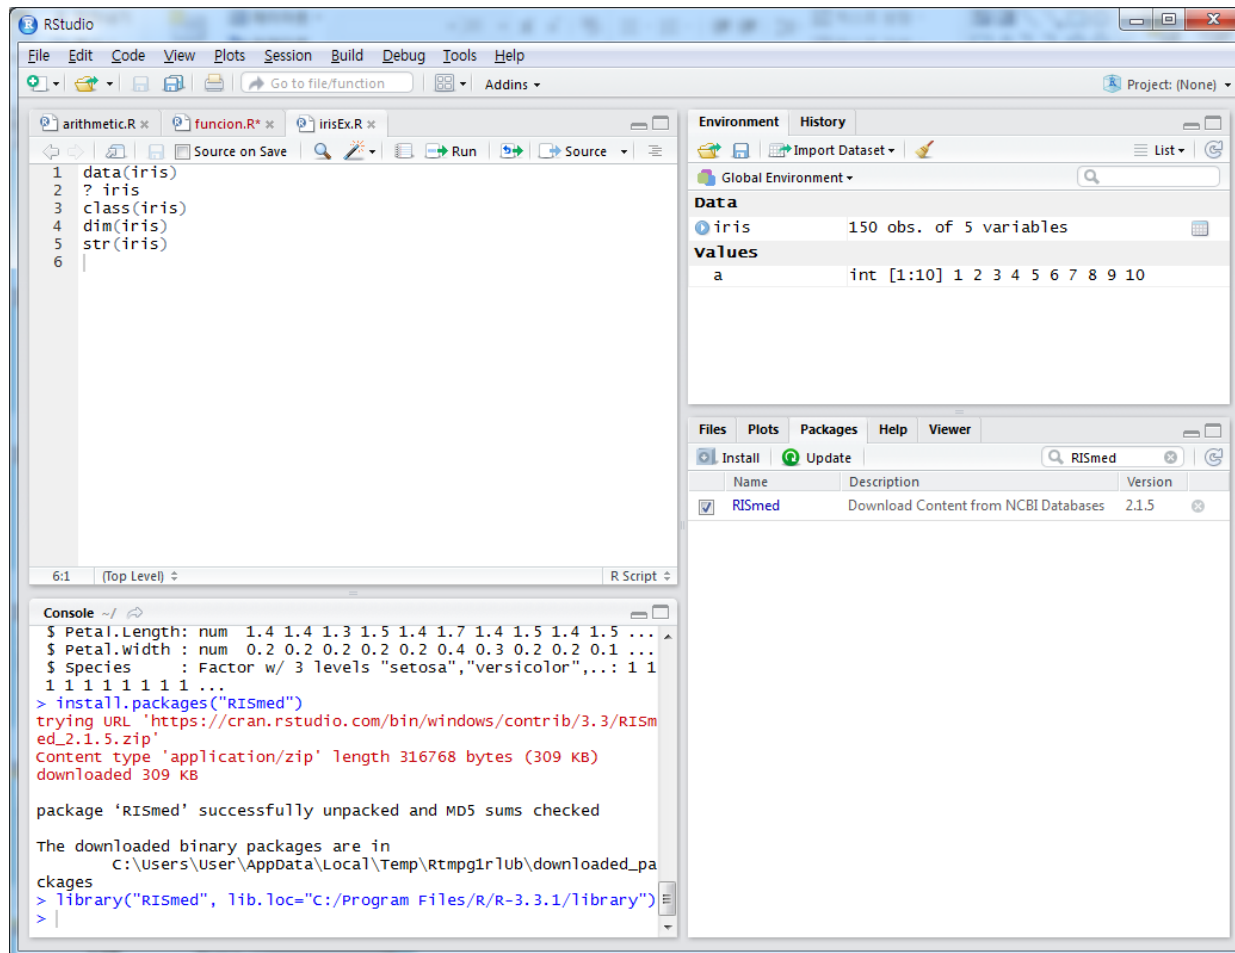 RStudio
File Edit Code View Plots Session Build Debug Tools Help
Go to file/function Addins Project: (None)
arithmetic.R funcion.R* irisEx.R
Source on Save Run Source
1 data(iris)
2 ? iris
3 class(iris)
4 dim(iris)
5 str(iris)
6
6:1 (Top Level) R Script
Console ~/
$ Petal.Length: num 1.4 1.4 1.3 1.5 1.4 1.7 1.4 1.5 1.4 1.5 ...
$ Petal.Width : num 0.2 0.2 0.2 0.2 0.2 0.4 0.3 0.2 0.2 0.1 ...
$ Species : Factor w/ 3 levels "setosa","versicolor",..: 1 1
1 1 1 1 1 1 1 ...
> install.packages("RISmed")
trying URL 'https://cran.rstudio.com/bin/windows/contrib/3.3/RISm
ed_2.1.5.zip'
Content type 'application/zip' length 316768 bytes (309 KB)
downloaded 309 KB
package ‘RISmed’ successfully unpacked and MD5 sums checked
The downloaded binary packages are in
C:\Users\User\AppData\Local\Temp\Rtmpg1rlUb\downloaded_pa
ckages
> library("RISmed", lib.loc="C:/Program Files/R/R-3.3.1/library")
>
Environment History
Import Dataset List
Global Environment
Data
iris 150 obs. of 5 variables
Values
a int [1:10] 1 2 3 4 5 6 7 8 9 10
Files Plots Packages Help Viewer
Install Update RISmed
Name Description Version
RISmed Download Content from NCBI Databases 2.1.5